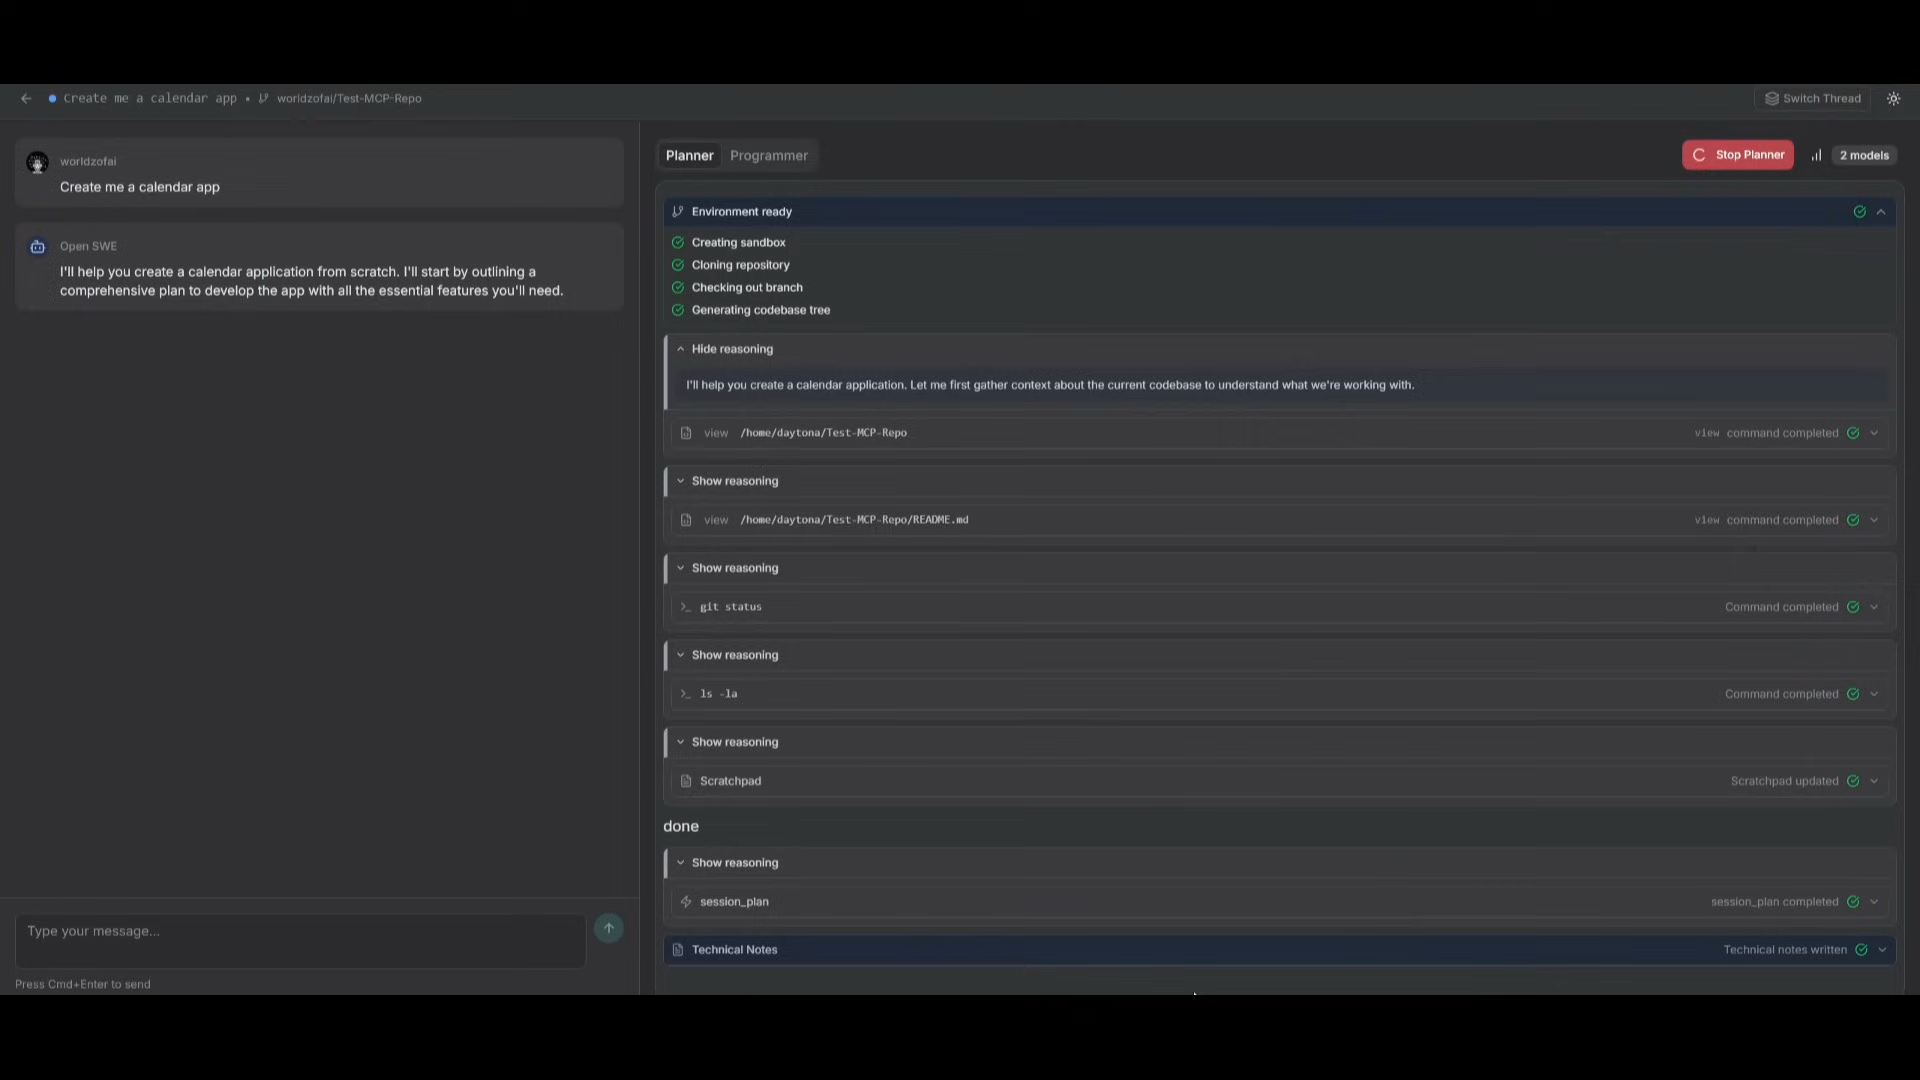 Create me a calendar app • worldzofai/Test-MCP-Repo
Switch Thread
worldzofai
Create me a calendar app
Open SWE
I'll help you create a calendar application from scratch. I'll start by outlining a
comprehensive plan to develop the app with all the essential features you'll need.
Type your message...
Press Cmd+Enter to send
Planner Programmer
Stop Planner
2 models
Environment ready
Creating sandbox
Cloning repository
Checking out branch
Generating codebase tree
Hide reasoning
I'll help you create a calendar application. Let me first gather context about the current codebase to understand what we're working with.
view /home/daytona/Test-MCP-Repo view command completed
Show reasoning
view /home/daytona/Test-MCP-Repo/README.md view command completed
Show reasoning
>_ git status Command completed
Show reasoning
>_ ls -la Command completed
Show reasoning
Scratchpad Scratchpad updated
done
Show reasoning
session_plan session_plan completed
Technical Notes Technical notes written